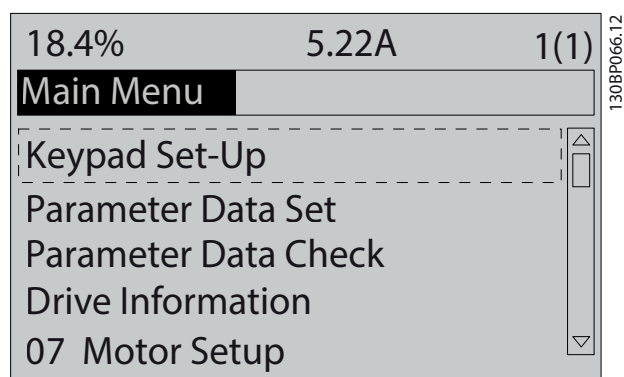 18.4% 5.22A 1(1)
Main Menu
Keypad Set-Up
Parameter Data Set
Parameter Data Check
Drive Information
07 Motor Setup
130BP066.12